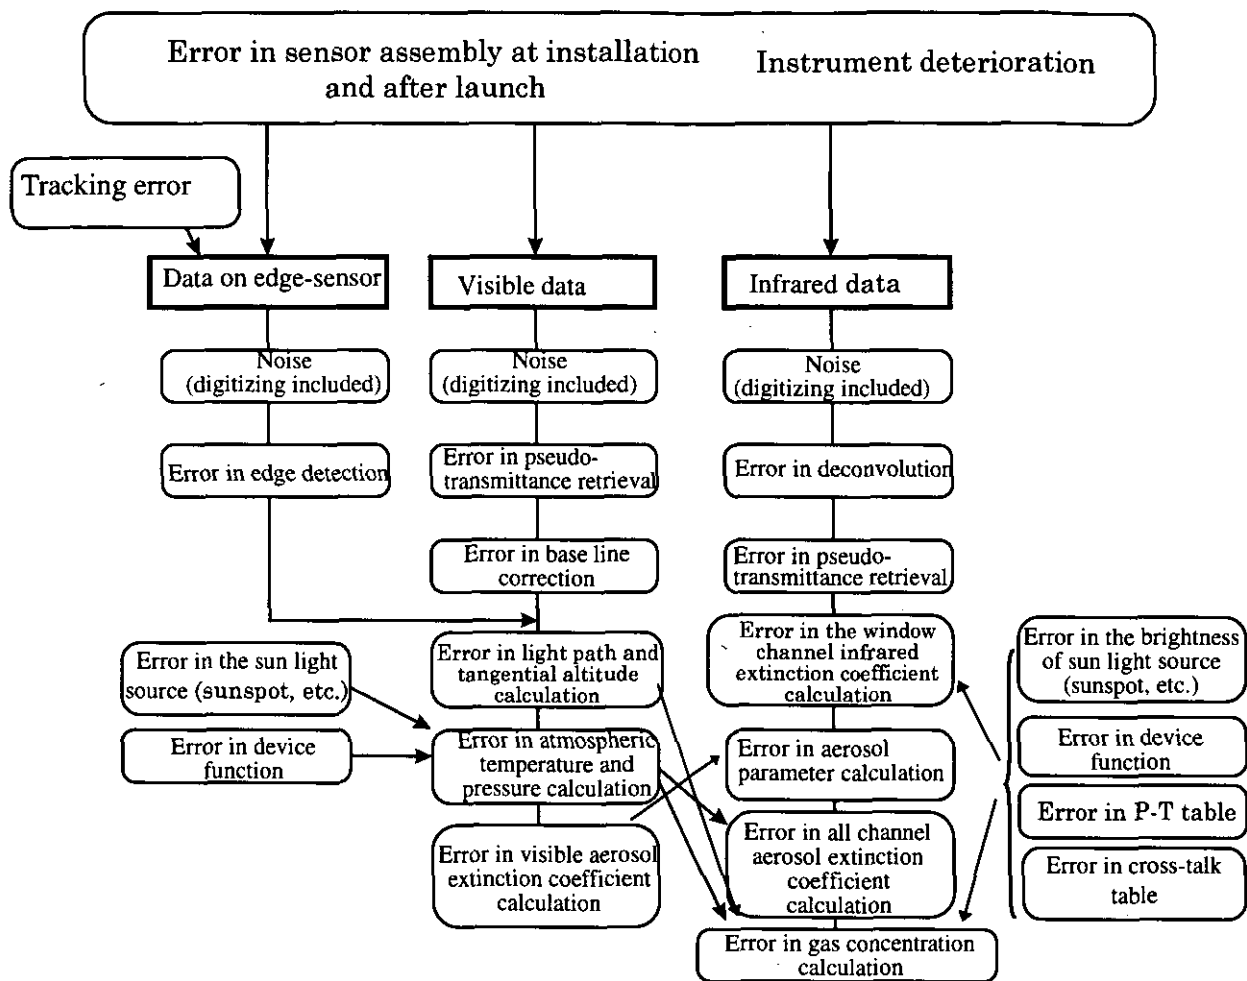 Error in sensor assembly at installation
and after launch
Instrument deterioration
Tracking error
Data on edge-sensor
Visible data
Infrared data
Noise
(digitizing included)
Noise
(digitizing included)
Noise
(digitizing included)
Error in edge detection
Error in pseudo-
transmittance retrieval
Error in deconvolution
Error in base line
correction
Error in pseudo-
transmittance retrieval
Error in the sun light
source (sunspot, etc.)
Error in light path and
tangential altitude
calculation
Error in the window
channel infrared
extinction coefficient
calculation
Error in the brightness
of sun light source
(sunspot, etc.)
Error in device
function
Error in atmospheric
temperature and
pressure calculation
Error in aerosol
parameter calculation
Error in device
function
Error in P-T table
Error in visible aerosol
extinction coefficient
calculation
Error in all channel
aerosol extinction
coefficient
calculation
Error in cross-talk
table
Error in gas concentration
calculation